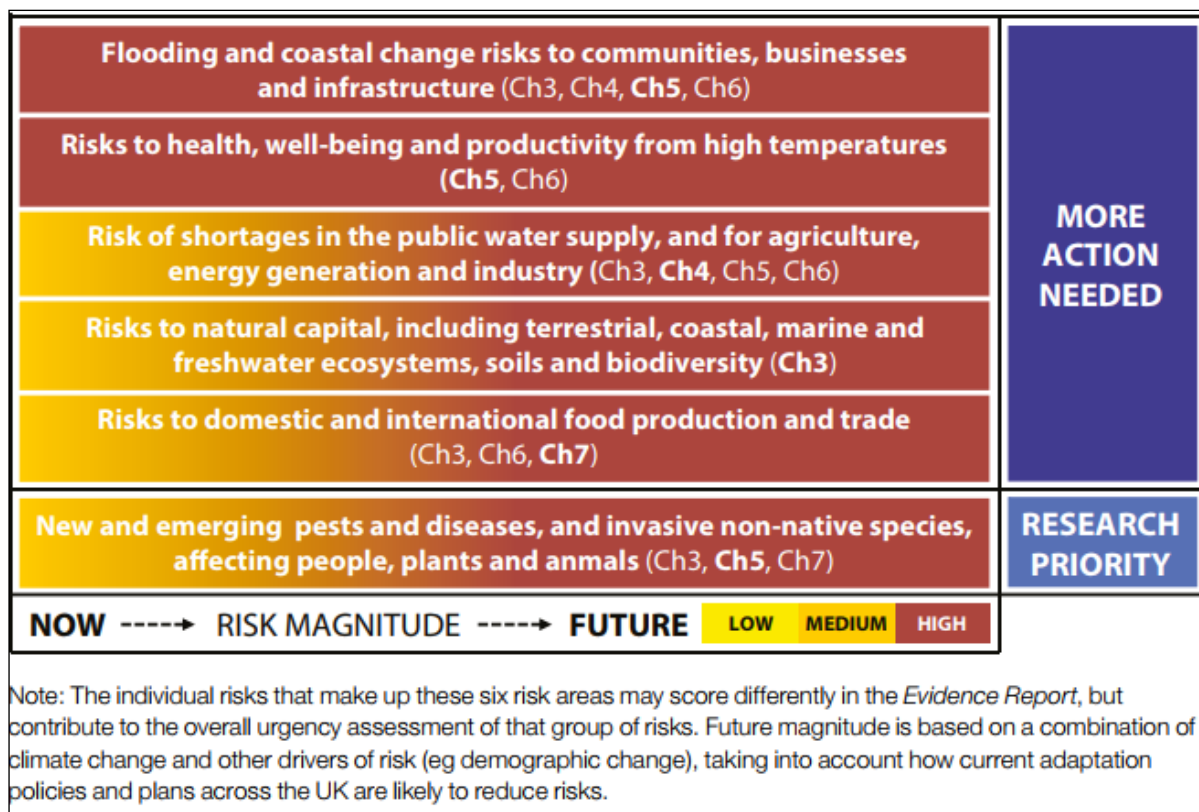 Flooding and coastal change risks to communities, businesses
and infrastructure (Ch3, Ch4, Ch5, Ch6)
Risks to health, well-being and productivity from high temperatures
(Ch5, Ch6)
Risk of shortages in the public water supply, and for agriculture,
energy generation and industry (Ch3, Ch4, Ch5, Ch6)
Risks to natural capital, including terrestrial, coastal, marine and
freshwater ecosystems, soils and biodiversity (Ch3)
Risks to domestic and international food production and trade
(Ch3, Ch6, Ch7)
MORE
ACTION
NEEDED
New and emerging pests and diseases, and invasive non-native species,
affecting people, plants and anmals (Ch3, Ch5, Ch7)
RESEARCH
PRIORITY
NOW RISK MAGNITUDE FUTURE LOW MEDIUM HIGH
Note: The individual risks that make up these six risk areas may score differently in the Evidence Report, but
contribute to the overall urgency assessment of that group of risks. Future magnitude is based on a combination of
climate change and other drivers of risk (eg demographic change), taking into account how current adaptation
policies and plans across the UK are likely to reduce risks.